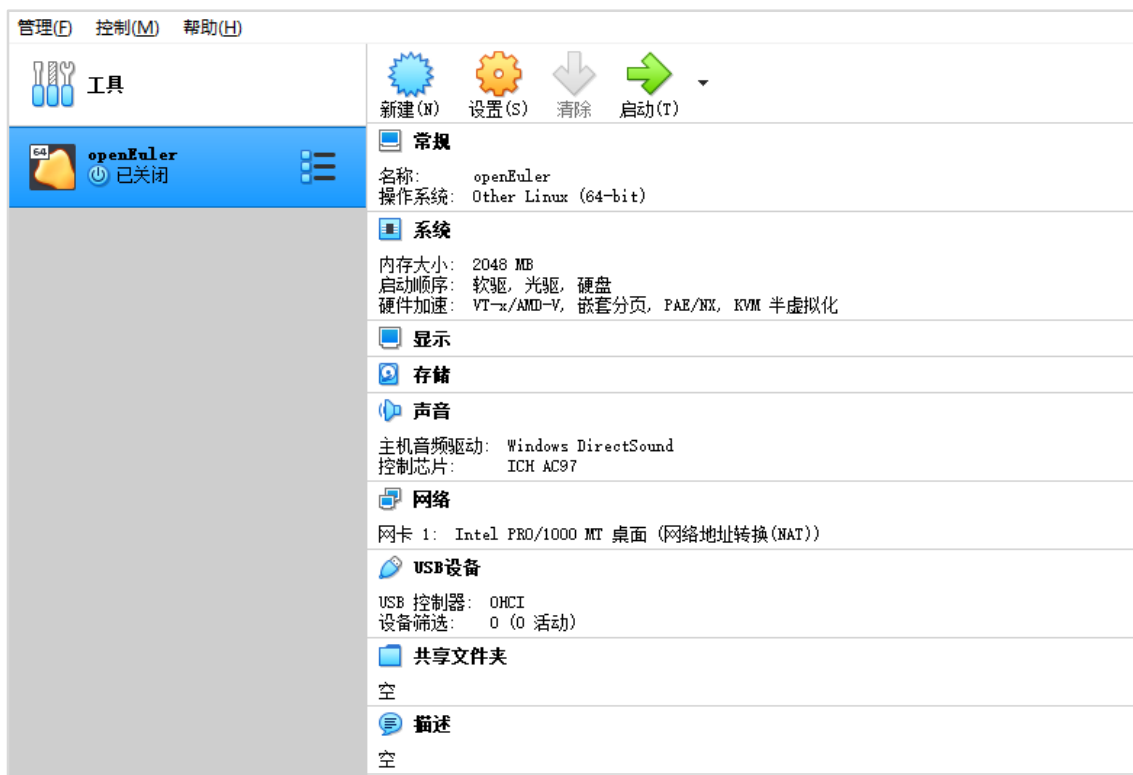 管理(F) 控制(M) 帮助(H)
工具
新建(N) 设置(S) 清除 启动(T)
64
openEuler
已关闭
常规
名称: openEuler
操作系统: Other Linux (64-bit)
系统
内存大小: 2048 MB
启动顺序: 软驱, 光驱, 硬盘
硬件加速: VT-x/AMD-V, 嵌套分页, PAE/NX, KVM 半虚拟化
显示
存储
声音
主机音频驱动: Windows DirectSound
控制芯片: ICH AC97
网络
网卡 1: Intel PRO/1000 MT 桌面 (网络地址转换(NAT))
USB设备
USB 控制器: OHCI
设备筛选: 0 (0 活动)
共享文件夹
空
描述
空